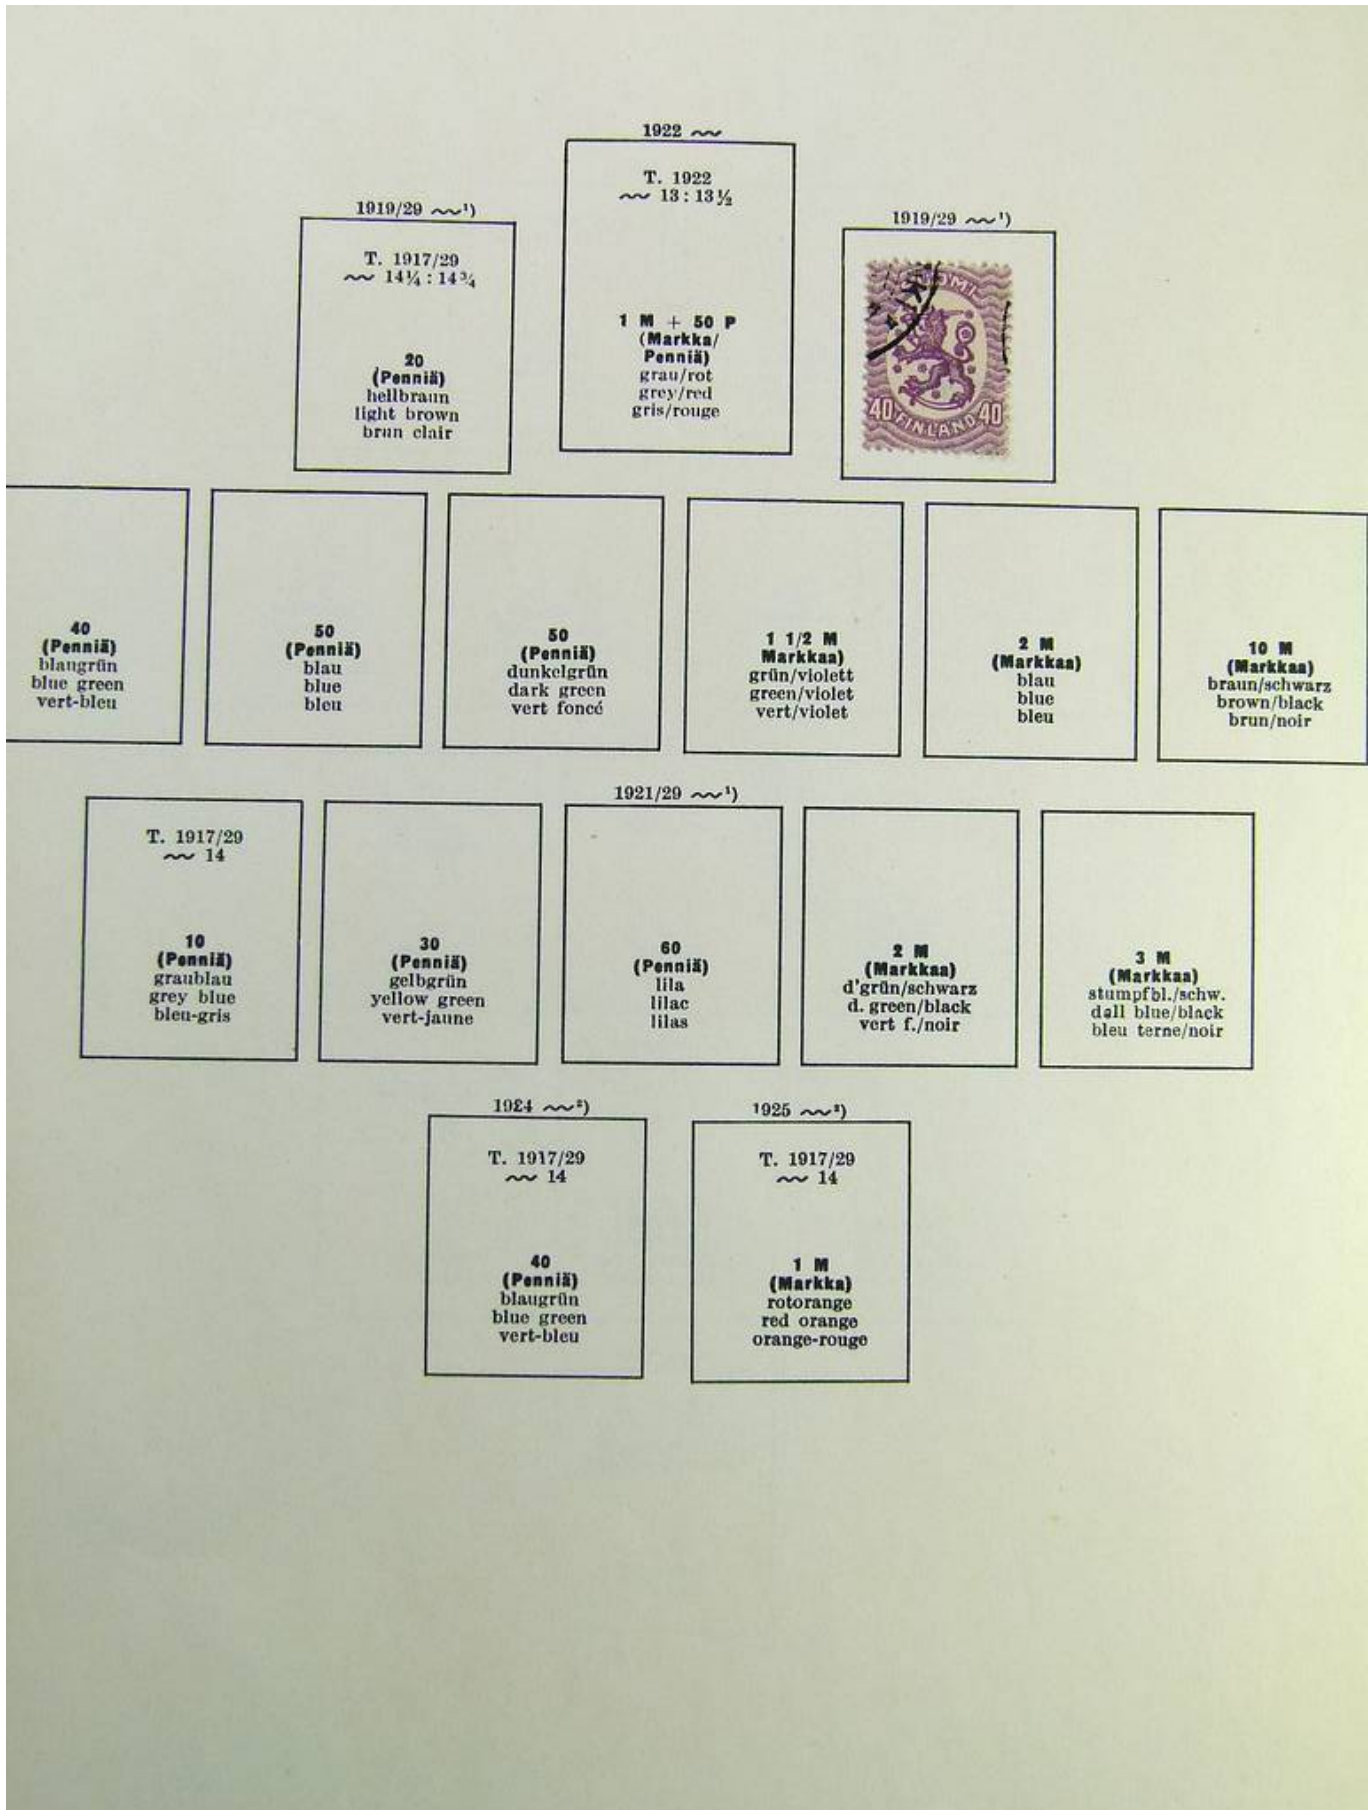 1922 ~~
T. 1922
~~ 13 : 13½
1 M + 50 P
(Markka/
Penniä)
grau/rot
grey/red
gris/rouge
1919/29 ~~¹)
T. 1917/29
~~ 14¼ : 14¾
20
(Penniä)
hellbraun
light brown
brun clair
1919/29 ~~¹)
SUOMI
40 FINLAND 40
40
(Penniä)
blaugrün
blue green
vert-bleu
50
(Penniä)
blau
blue
bleu
50
(Penniä)
dunkelgrün
dark green
vert foncé
1 1/2 M
Markkaa)
grün/violett
green/violet
vert/violet
2 M
(Markkaa)
blau
blue
bleu
10 M
(Markkaa)
braun/schwarz
brown/black
brun/noir
1921/29 ~~¹)
T. 1917/29
~~ 14
10
(Penniä)
graublau
grey blue
bleu-gris
30
(Penniä)
gelbgrün
yellow green
vert-jaune
60
(Penniä)
lila
lilac
lilas
2 M
(Markkaa)
d'grün/schwarz
d. green/black
vert f./noir
3 M
(Markkaa)
stumpfbl./schw.
dall blue/black
bleu terne/noir
1924 ~~²)
T. 1917/29
~~ 14
40
(Penniä)
blaugrün
blue green
vert-bleu
1925 ~~²)
T. 1917/29
~~ 14
1 M
(Markka)
rotorange
red orange
orange-rouge